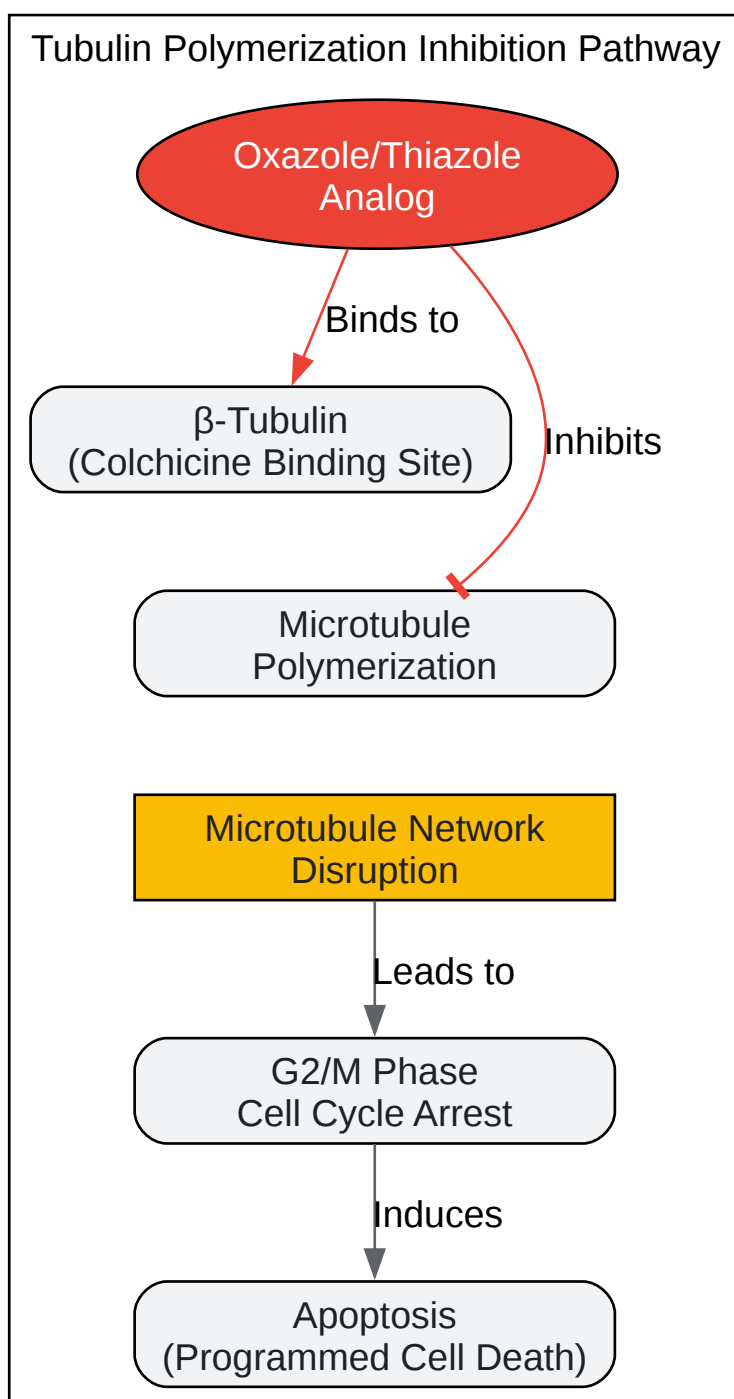 Tubulin Polymerization Inhibition Pathway
Oxazole/Thiazole
Analog
Binds to
β-Tubulin
(Colchicine Binding Site)
Inhibits
Microtubule
Polymerization
Microtubule Network
Disruption
Leads to
G2/M Phase
Cell Cycle Arrest
Induces
Apoptosis
(Programmed Cell Death)